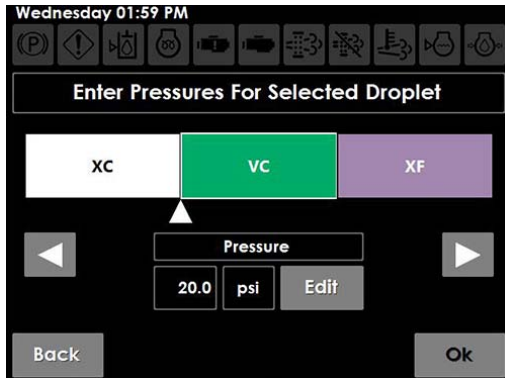 Wednesday 01:59 PM
(P)
Enter Pressures For Selected Droplet
XC VC XF
Pressure
20.0 psi Edit
Back Ok